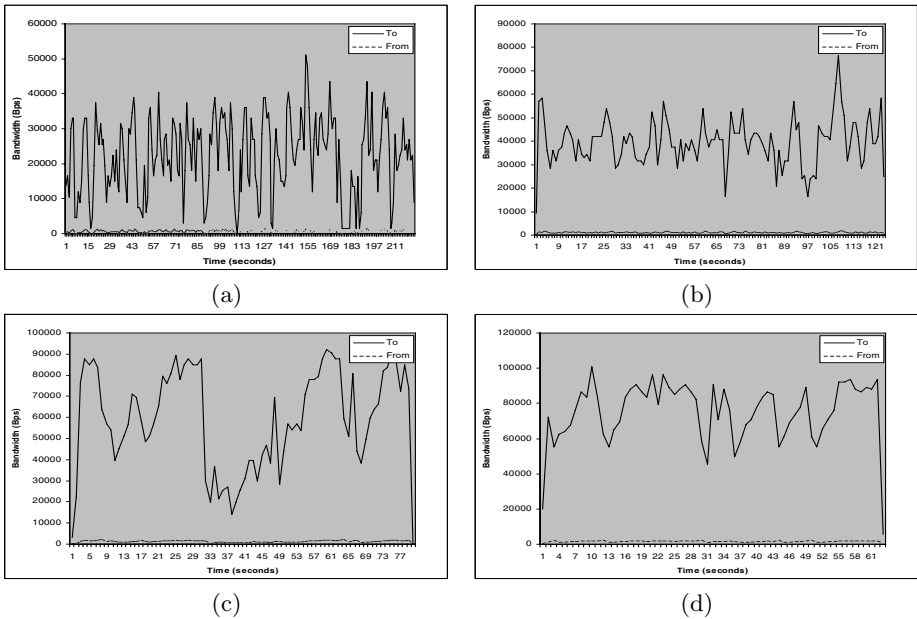 60000
50000
40000
30000
20000
10000
0
Bandwidth (Bps)
To
From
1 15 29 43 57 71 85 99 113 127 141 155 169 183 197 211
Time (seconds)
(a)
90000
80000
70000
60000
50000
40000
30000
20000
10000
0
Bandwidth (Bps)
To
From
1 9 17 25 33 41 49 57 65 73 81 89 97 105 113 121
Time (seconds)
(b)
100000
90000
80000
70000
60000
50000
40000
30000
20000
10000
0
Bandwidth (Bps)
To
From
1 5 9 13 17 21 25 29 33 37 41 45 49 53 57 61 65 69 73 77
Time (seconds)
(c)
120000
100000
80000
60000
40000
20000
0
Bandwidth (Bps)
To
From
1 4 7 10 13 16 19 22 25 28 31 34 37 40 43 46 49 52 55 58 61
Time (seconds)
(d)